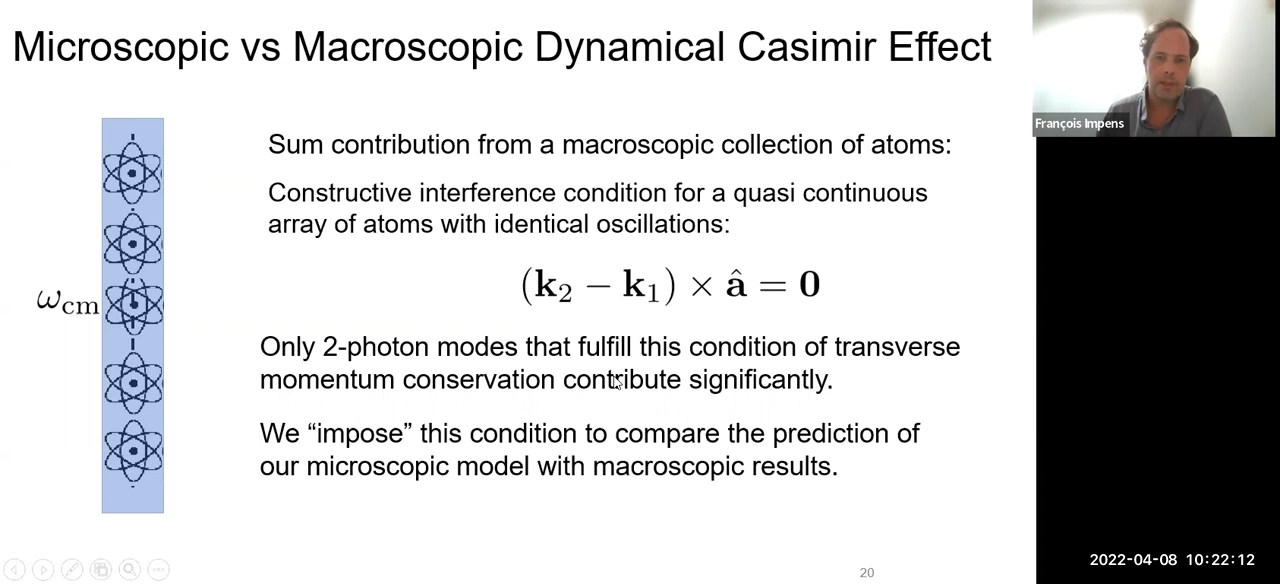 Microscopic vs Macroscopic Dynamical Casimir Effect
François Impens
Sum contribution from a macroscopic collection of atoms:
Constructive interference condition for a quasi continuous
array of atoms with identical oscillations:
(k₂ − k₁) × â = 0
ω_cm
Only 2-photon modes that fulfill this condition of transverse
momentum conservation contribute significantly.
We “impose” this condition to compare the prediction of
our microscopic model with macroscopic results.
20
2022-04-08 10:22:12